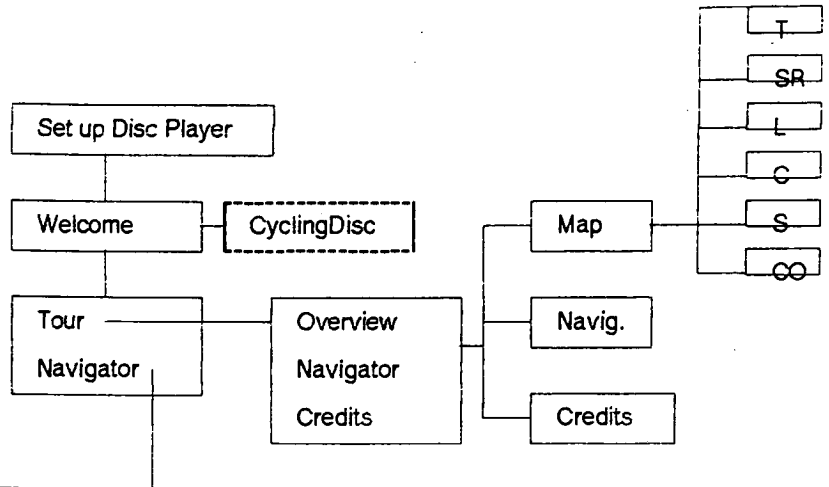 T
SR
L
C
S
CO
Set up Disc Player
Welcome
CyclingDisc
Map
Tour
Navigator
Overview
Navigator
Credits
Navig.
Credits